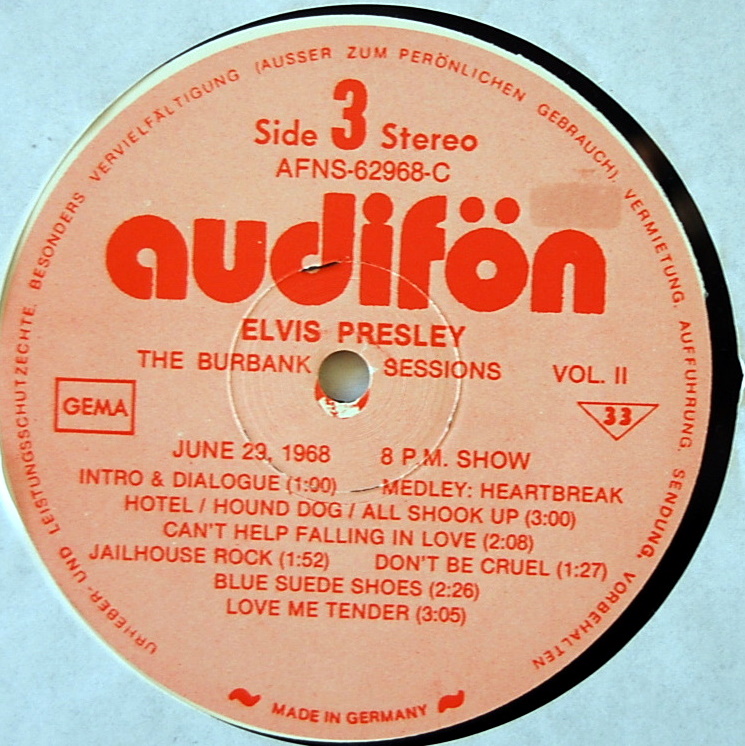 URHEBER- UND LEISTUNGSSCHUTZECHTE. BESONDERS VERVIELFÄLTIGUNG (AUSSER ZUM PERÖNLICHEN GEBRAUCH). VERMIETUNG. AUFFÜHRUNG. SENDUNG. VORBEHALTEN
Side 3 Stereo
AFNS-62968-C
audifön
ELVIS PRESLEY
THE BURBANK SESSIONS VOL. II
GEMA
33
JUNE 29, 1968 8 P.M. SHOW
INTRO & DIALOGUE (1:00) MEDLEY: HEARTBREAK
HOTEL / HOUND DOG / ALL SHOOK UP (3:00)
CAN'T HELP FALLING IN LOVE (2:08)
JAILHOUSE ROCK (1:52) DON'T BE CRUEL (1:27)
BLUE SUEDE SHOES (2:26)
LOVE ME TENDER (3:05)
MADE IN GERMANY